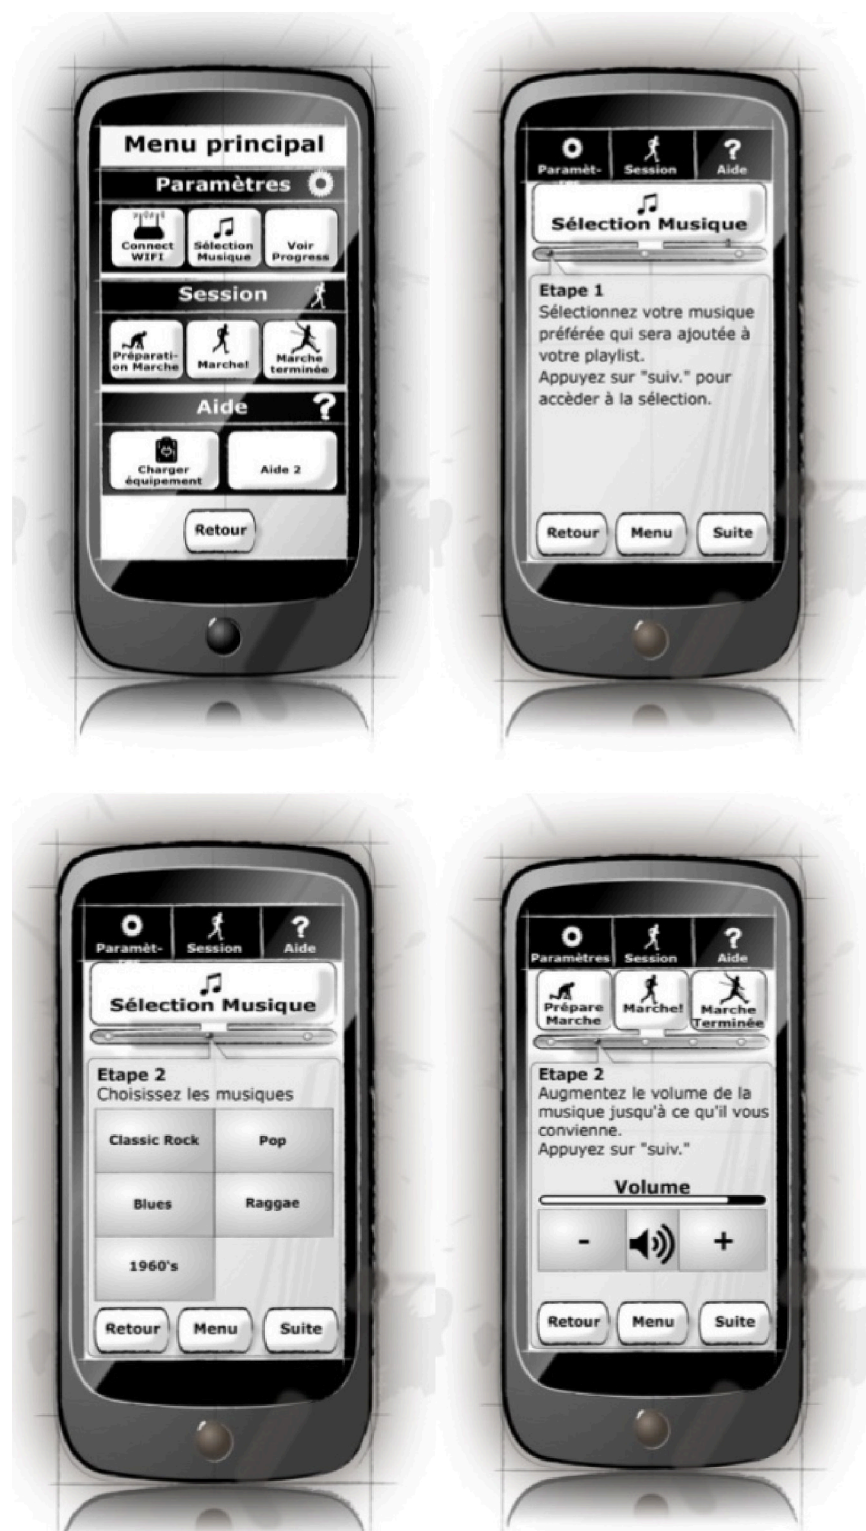 Menu principal
Paramètres
Connect
WIFI
Sélection
Musique
Voir
Progress
Session
Préparati-
on Marche
Marche!
Marche
terminée
Aide
?
Charger
équipement
Aide 2
Retour
Paramèt-
Session
?
Aide
Sélection Musique
Etape 1
Sélectionnez votre musique
préférée qui sera ajoutée à
votre playlist.
Appuyez sur "suiv." pour
accèder à la sélection.
Retour
Menu
Suite
Paramèt-
Session
?
Aide
Sélection Musique
Etape 2
Choisissez les musiques
Classic Rock
Pop
Blues
Raggae
1960's
Retour
Menu
Suite
Paramètres
Session
?
Aide
Prépare
Marche
Marche!
Marche
Terminée
Etape 2
Augmentez le volume de la
musique jusqu'à ce qu'il vous
convienne.
Appuyez sur "suiv."
Volume
-
+
Retour
Menu
Suite